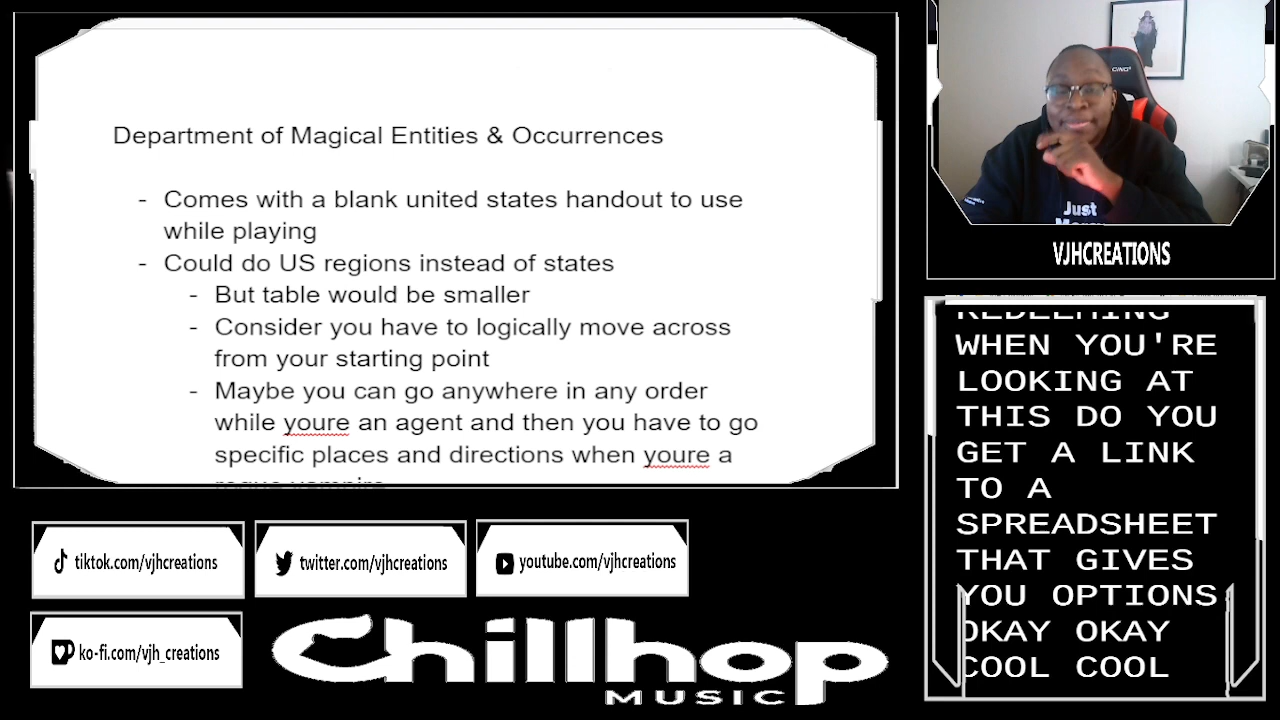 Department of Magical Entities & Occurrences
- Comes with a blank united states handout to use
while playing
- Could do US regions instead of states
- But table would be smaller
- Consider you have to logically move across
from your starting point
- Maybe you can go anywhere in any order
while youre an agent and then you have to go
specific places and directions when youre a
rogue vampire
Just
VJHCREATIONS
REDEEMING
WHEN YOU'RE
LOOKING AT
THIS DO YOU
GET A LINK
TO A
SPREADSHEET
THAT GIVES
YOU OPTIONS
OKAY OKAY
COOL COOL
tiktok.com/vjhcreations
twitter.com/vjhcreations
youtube.com/vjhcreations
ko-fi.com/vjh_creations
Chillhop
MUSIC